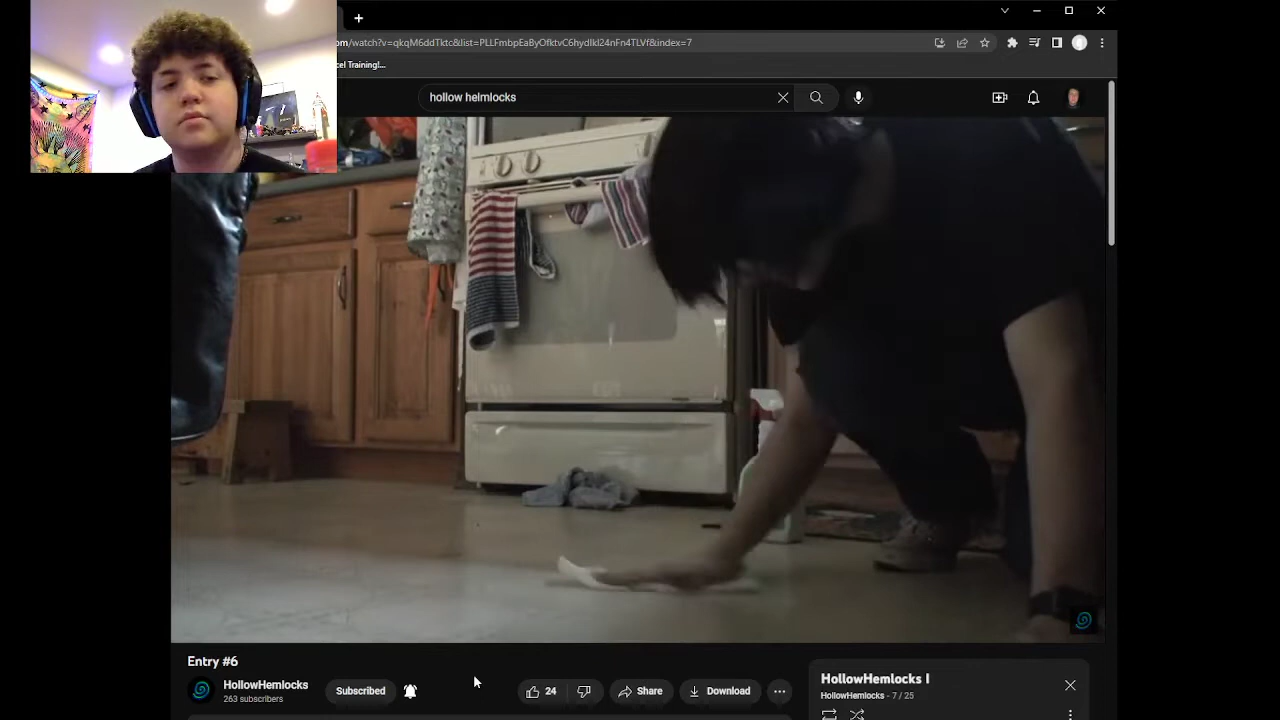 om/watch?v=qkqM6ddTktc&list=PLLFmbpEaByOfktvC6hydlkl24nFn4TLVf&index=7
cel Training!...
hollow helmlocks
Entry #6
HollowHemlocks
263 subscribers
Subscribed
24
Share
Download
HollowHemlocks I
HollowHemlocks - 7 / 25